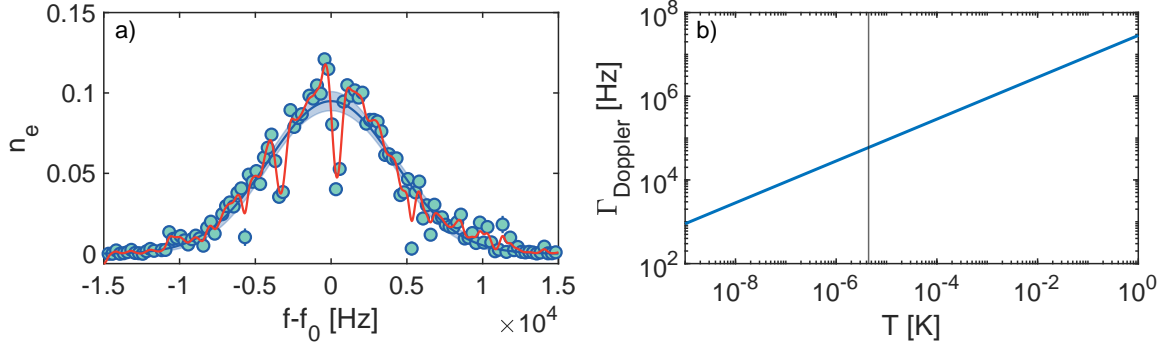 a)
n_e
0.15
0.1
0.05
0
-1.5 -1 -0.5 0 0.5 1 1.5
×10^4
f-f_0 [Hz]
b)
Γ_Doppler [Hz]
10^8
10^6
10^4
10^2
10^-8 10^-6 10^-4 10^-2 10^0
T [K]